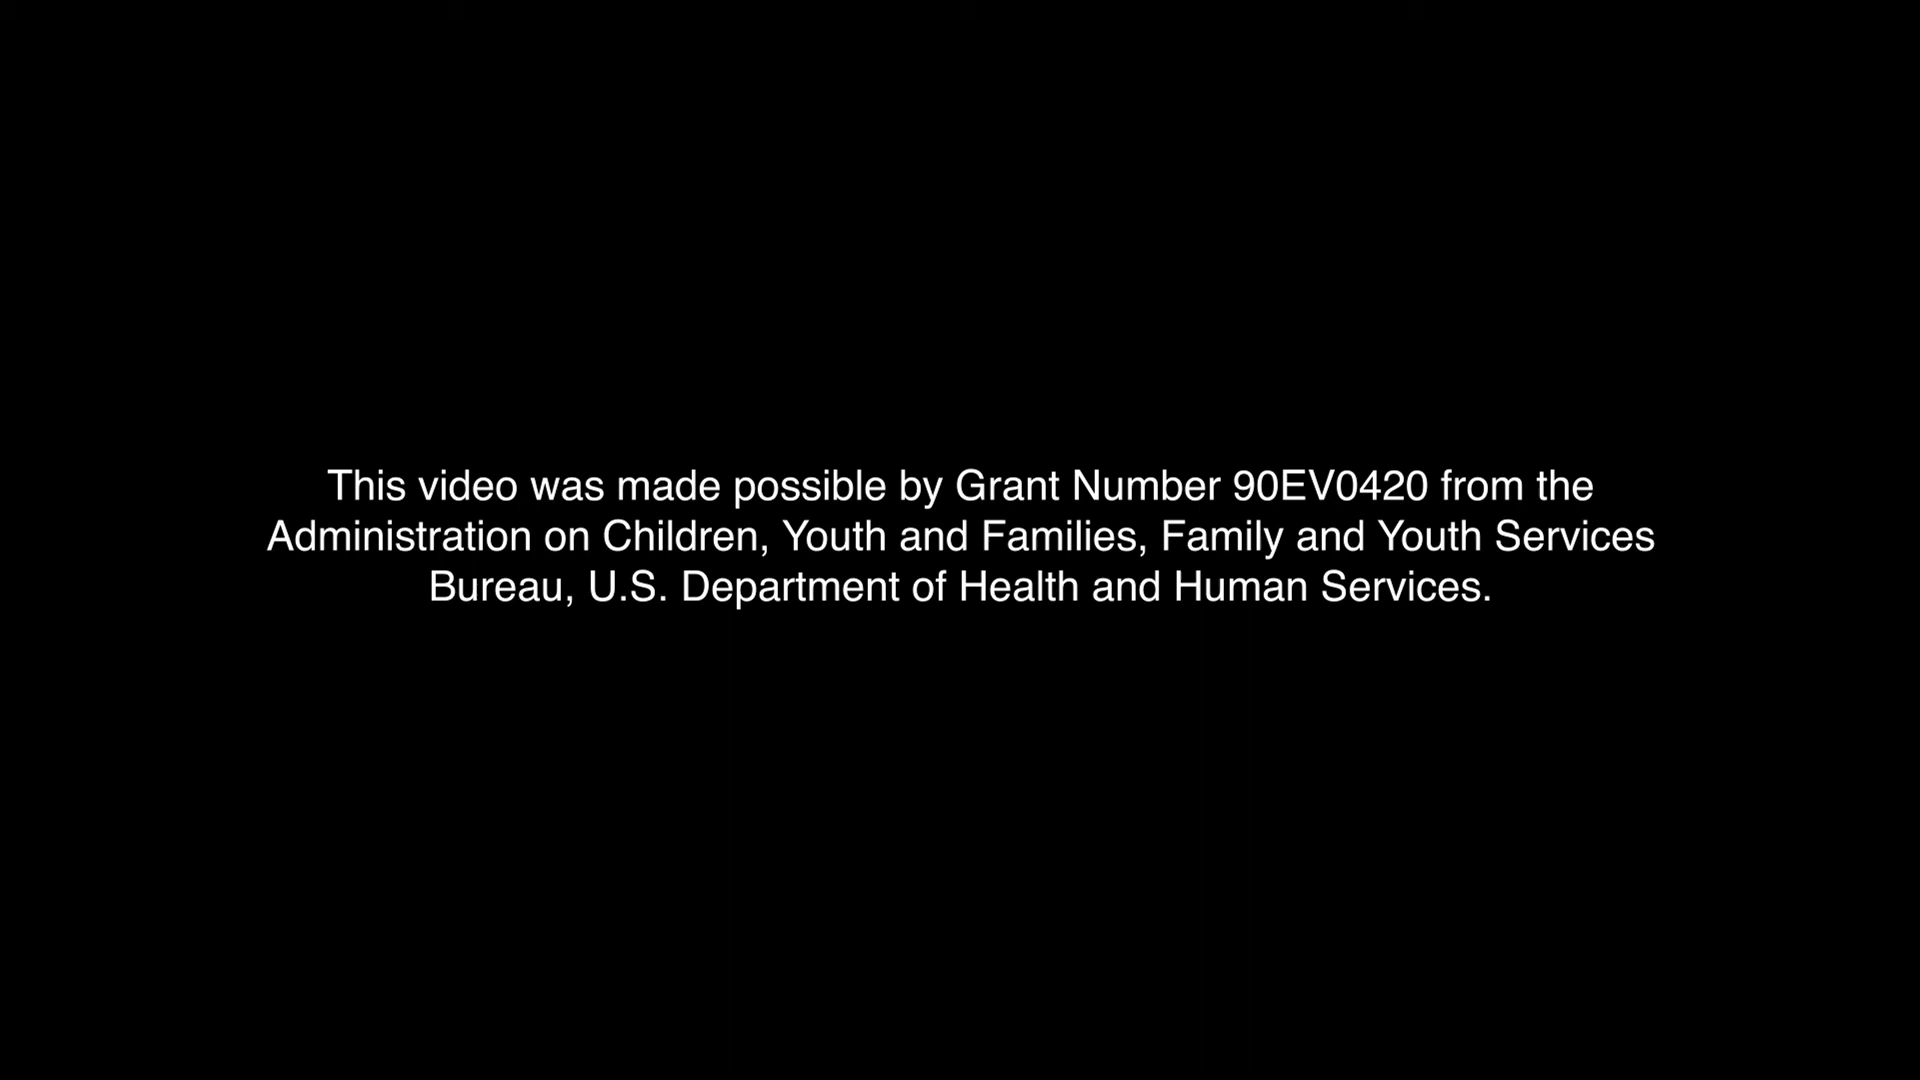 This video was made possible by Grant Number 90EV0420 from the
Administration on Children, Youth and Families, Family and Youth Services
Bureau, U.S. Department of Health and Human Services.